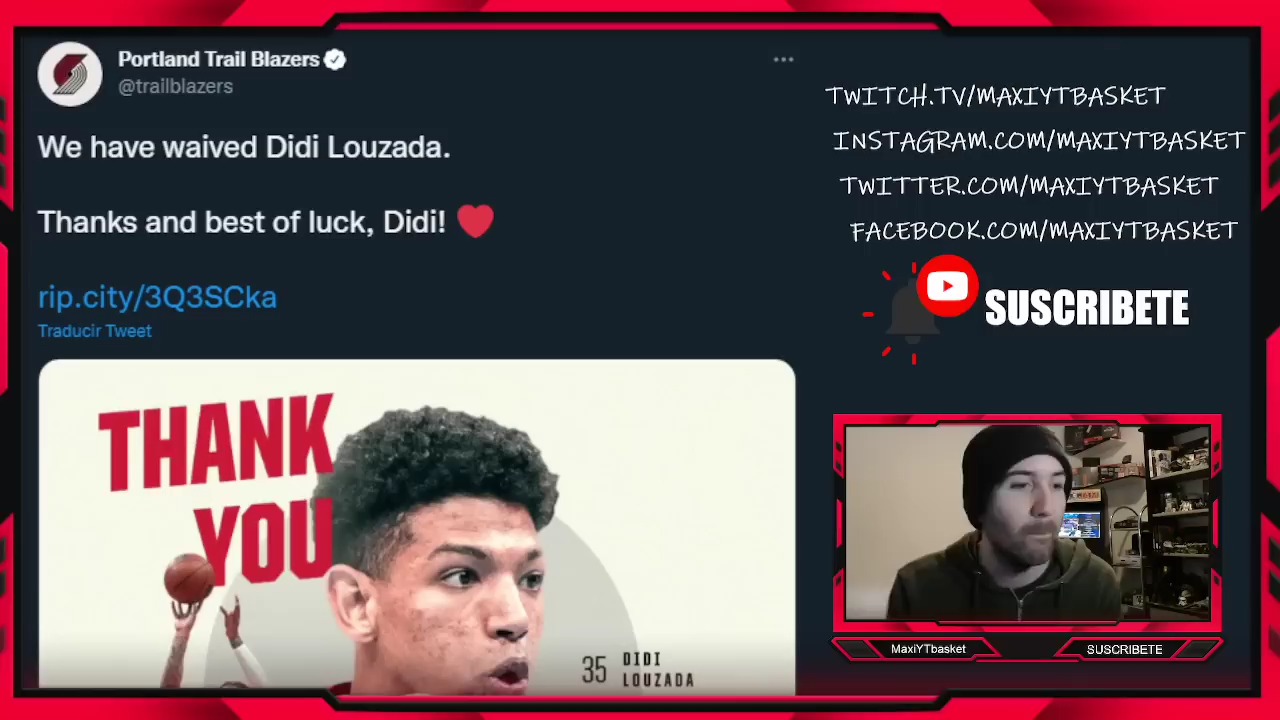 Portland Trail Blazers
@trailblazers
We have waived Didi Louzada.
Thanks and best of luck, Didi!
rip.city/3Q3SCka
Traducir Tweet
THANK
YOU
35 DIDI
LOUZADA
TWITCH.TV/MAXIYTBASKET
INSTAGRAM.COM/MAXIYTBASKET
TWITTER.COM/MAXIYTBASKET
FACEBOOK.COM/MAXIYTBASKET
SUSCRIBETE
MaxiYTbasket
SUSCRIBETE